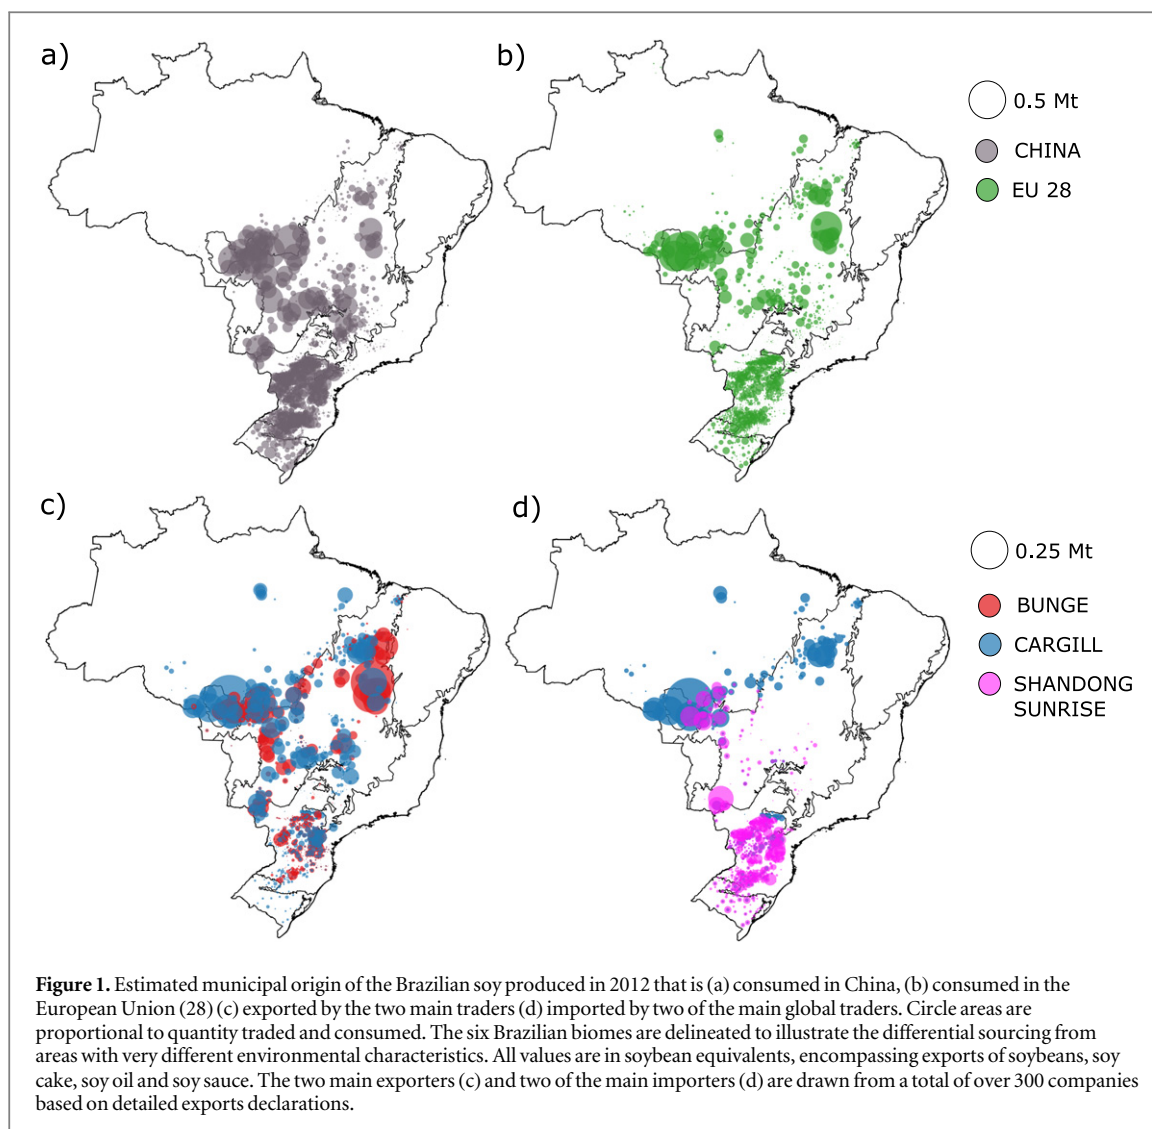 a)
b)
0.5 Mt
CHINA
EU 28
c)
d)
0.25 Mt
BUNGE
CARGILL
SHANDONG
SUNRISE
Figure 1. Estimated municipal origin of the Brazilian soy produced in 2012 that is (a) consumed in China, (b) consumed in the
European Union (28) (c) exported by the two main traders (d) imported by two of the main global traders. Circle areas are
proportional to quantity traded and consumed. The six Brazilian biomes are delineated to illustrate the differential sourcing from
areas with very different environmental characteristics. All values are in soybean equivalents, encompassing exports of soybeans, soy
cake, soy oil and soy sauce. The two main exporters (c) and two of the main importers (d) are drawn from a total of over 300 companies
based on detailed exports declarations.